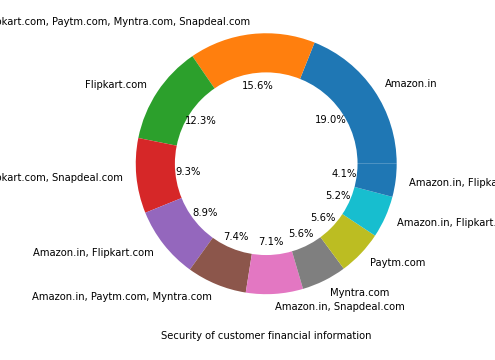 kart.com, Paytm.com, Myntra.com, Snapdeal.com
Amazon.in
Flipkart.com
kart.com, Snapdeal.com
Amazon.in, Flipkart.com
Amazon.in, Paytm.com, Myntra.com
Amazon.in, Snapdeal.com
Myntra.com
Paytm.com
Amazon.in, Flipkart.
Amazon.in, Flipka
15.6%
19.0%
12.3%
9.3%
8.9%
7.4%
7.1%
5.6%
5.6%
5.2%
4.1%
Security of customer financial information